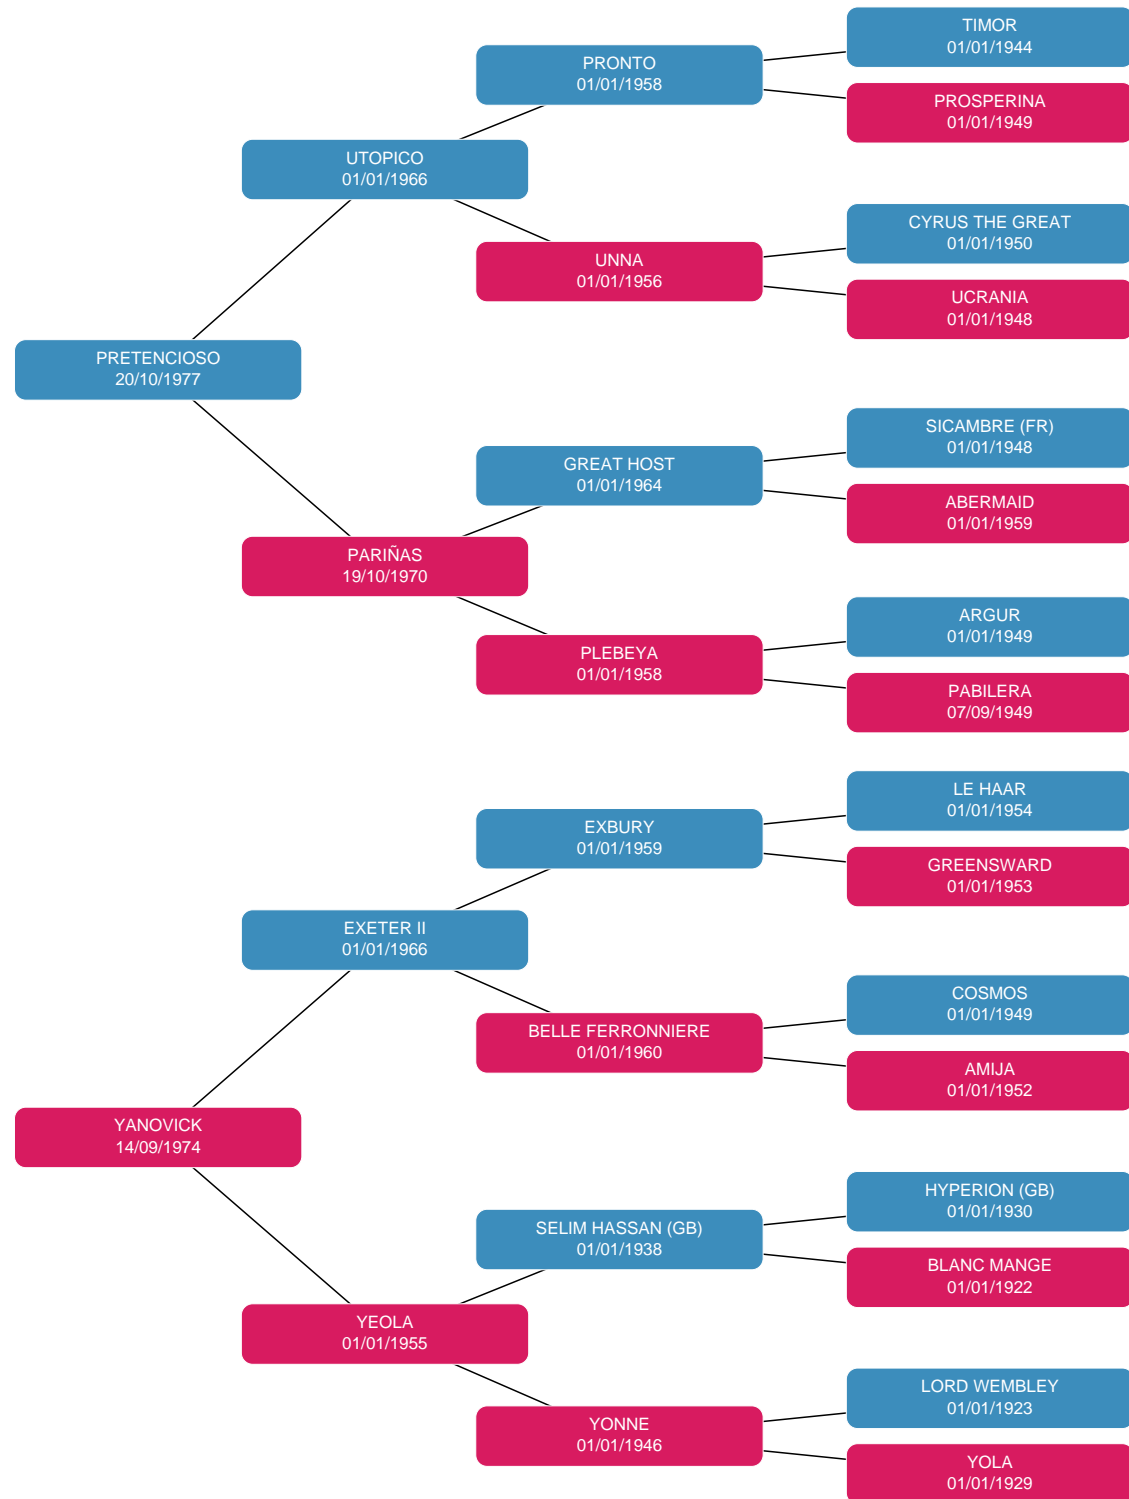 TIMOR
01/01/1944
PRONTO
01/01/1958
PROSPERINA
01/01/1949
UTOPICO
01/01/1966
CYRUS THE GREAT
01/01/1950
UNNA
01/01/1956
UCRANIA
01/01/1948
PRETENCIOSO
20/10/1977
SICAMBRE (FR)
01/01/1948
GREAT HOST
01/01/1964
ABERMAID
01/01/1959
PARIÑAS
19/10/1970
ARGUR
01/01/1949
PLEBEYA
01/01/1958
PABILERA
07/09/1949
LE HAAR
01/01/1954
EXBURY
01/01/1959
GREENSWARD
01/01/1953
EXETER II
01/01/1966
COSMOS
01/01/1949
BELLE FERRONNIERE
01/01/1960
AMIJA
01/01/1952
YANOVICK
14/09/1974
HYPERION (GB)
01/01/1930
SELIM HASSAN (GB)
01/01/1938
BLANC MANGE
01/01/1922
YEOLA
01/01/1955
LORD WEMBLEY
01/01/1923
YONNE
01/01/1946
YOLA
01/01/1929